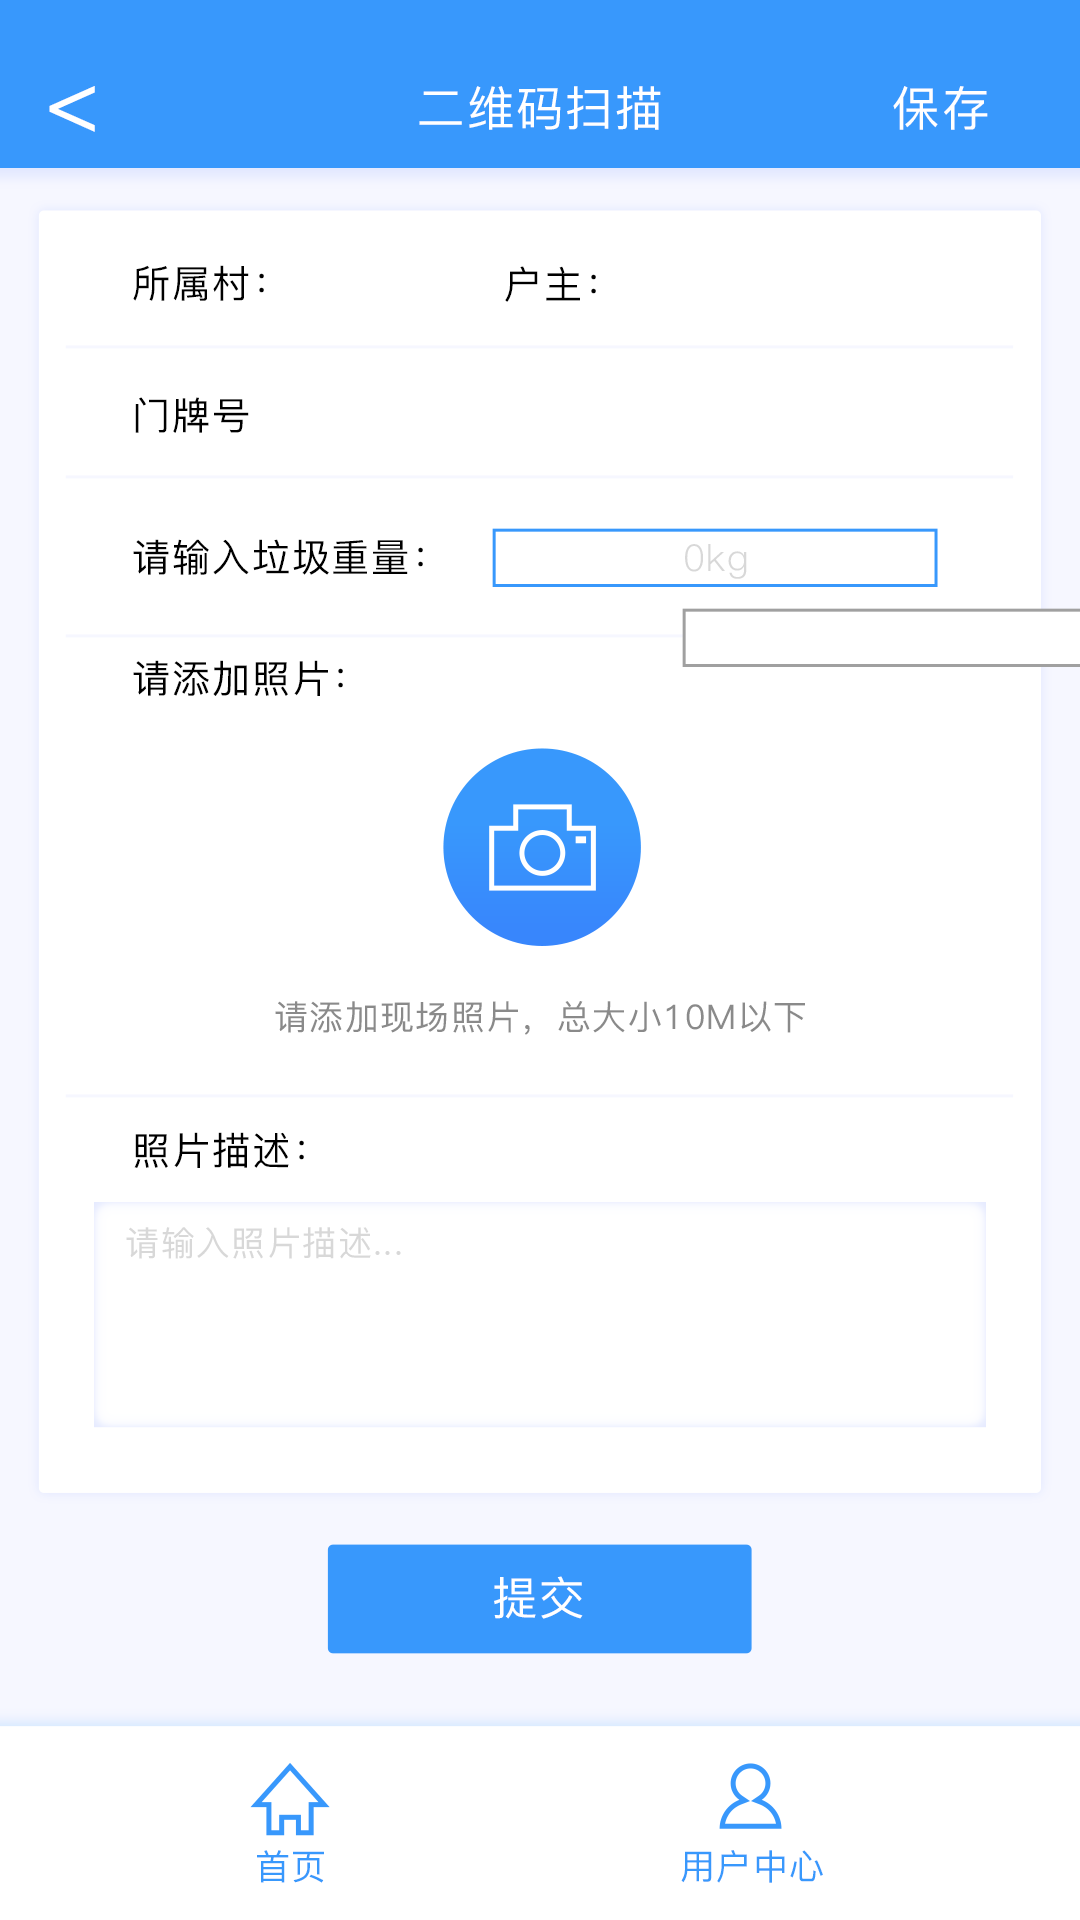 <
二维码扫描
保存
所属村：
户主：
门牌号
请输入垃圾重量：
0kg
请添加照片：
请添加现场照片，总大小10M以下
照片描述：
请输入照片描述...
提交
首页
用户中心